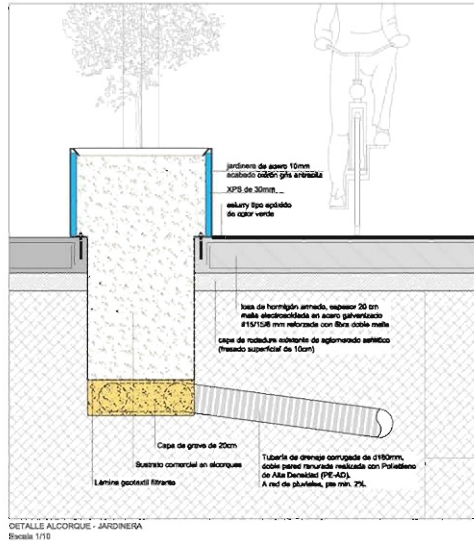 jardinera de acero 10mm
acabado oxirón gris antracita
XPS de 30mm
slurry tipo epóxido
de color verde
losa de hormigón armado, espesor 20 cm
malla electrosoldada en acero galvanizado
#15/15/8 mm reforzada con fibra doble malla
capa de rodadura existente de aglomerado asfáltico
(fresado superficial de 10cm)
Capa de grava de 20cm
Sustrato comercial en alcorques
Lámina geotextil filtrante
Tubería de drenaje corrugada de d160mm,
doble pared ranurada realizada con Polietileno
de Alta Densidad (PE-AD).
A red de pluviales, pte min. 2%.
DETALLE ALCORQUE - JARDINERA
Escala 1/10